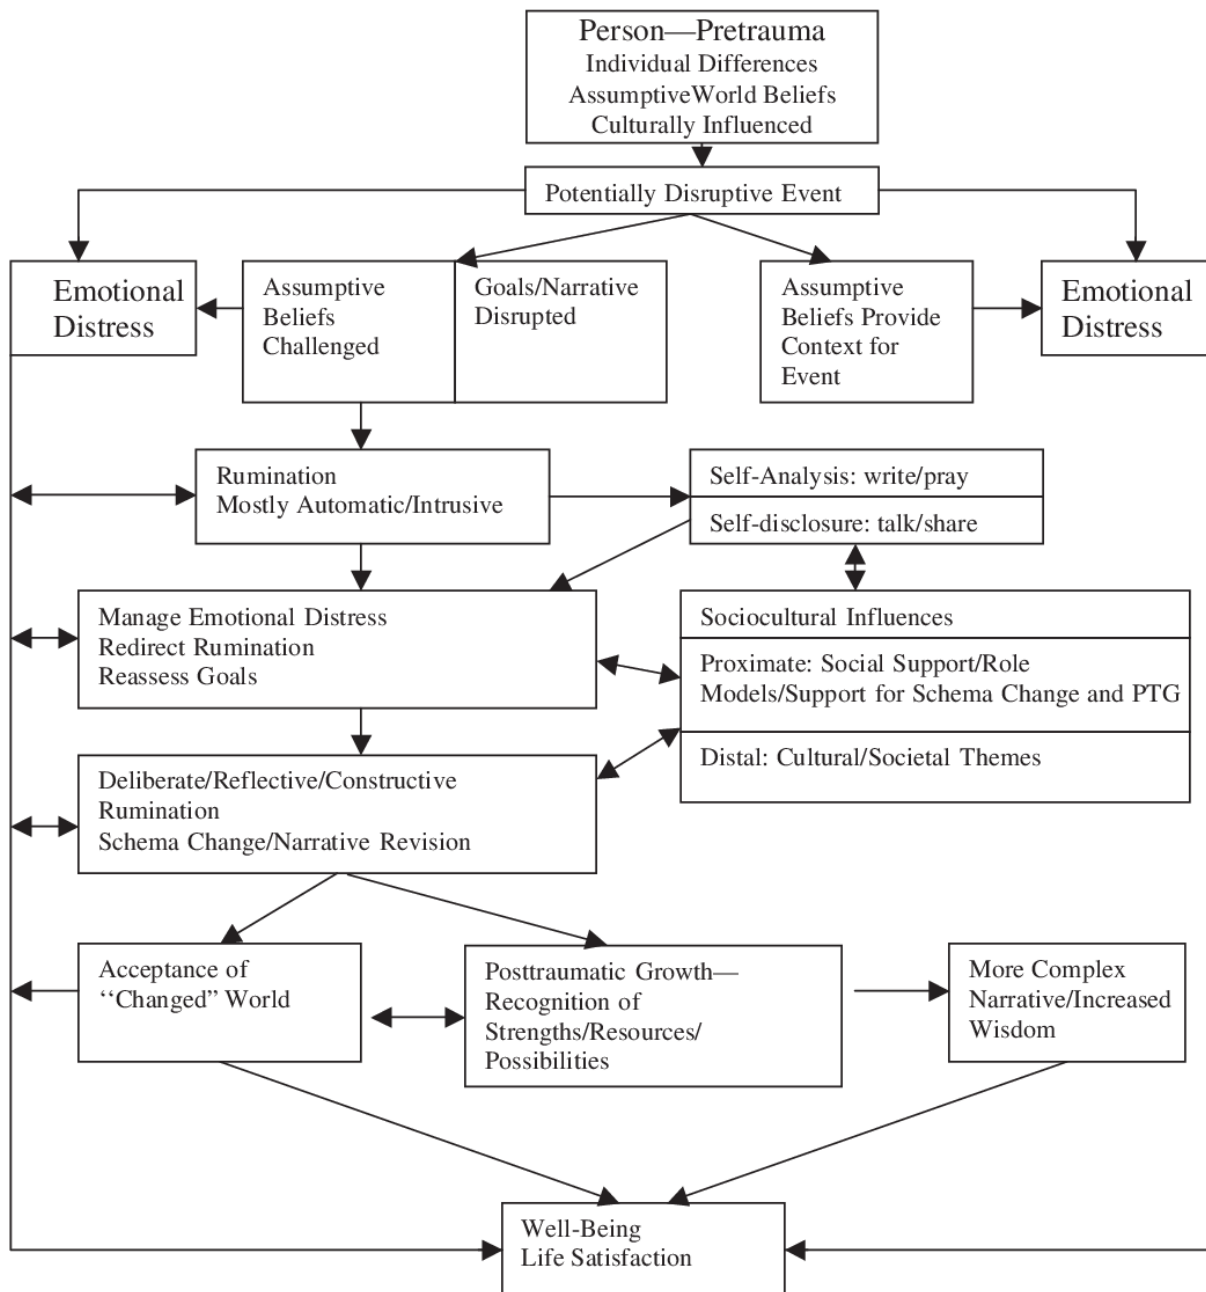 Person—Pretrauma
Individual Differences
AssumptiveWorld Beliefs
Culturally Influenced
Potentially Disruptive Event
Emotional
Distress
Assumptive
Beliefs
Challenged
Goals/Narrative
Disrupted
Assumptive
Beliefs Provide
Context for
Event
Emotional
Distress
Rumination
Mostly Automatic/Intrusive
Self-Analysis: write/pray
Self-disclosure: talk/share
Manage Emotional Distress
Redirect Rumination
Reassess Goals
Sociocultural Influences
Proximate: Social Support/Role
Models/Support for Schema Change and PTG
Distal: Cultural/Societal Themes
Deliberate/Reflective/Constructive
Rumination
Schema Change/Narrative Revision
Acceptance of
‘‘Changed” World
Posttraumatic Growth—
Recognition of
Strengths/Resources/
Possibilities
More Complex
Narrative/Increased
Wisdom
Well-Being
Life Satisfaction